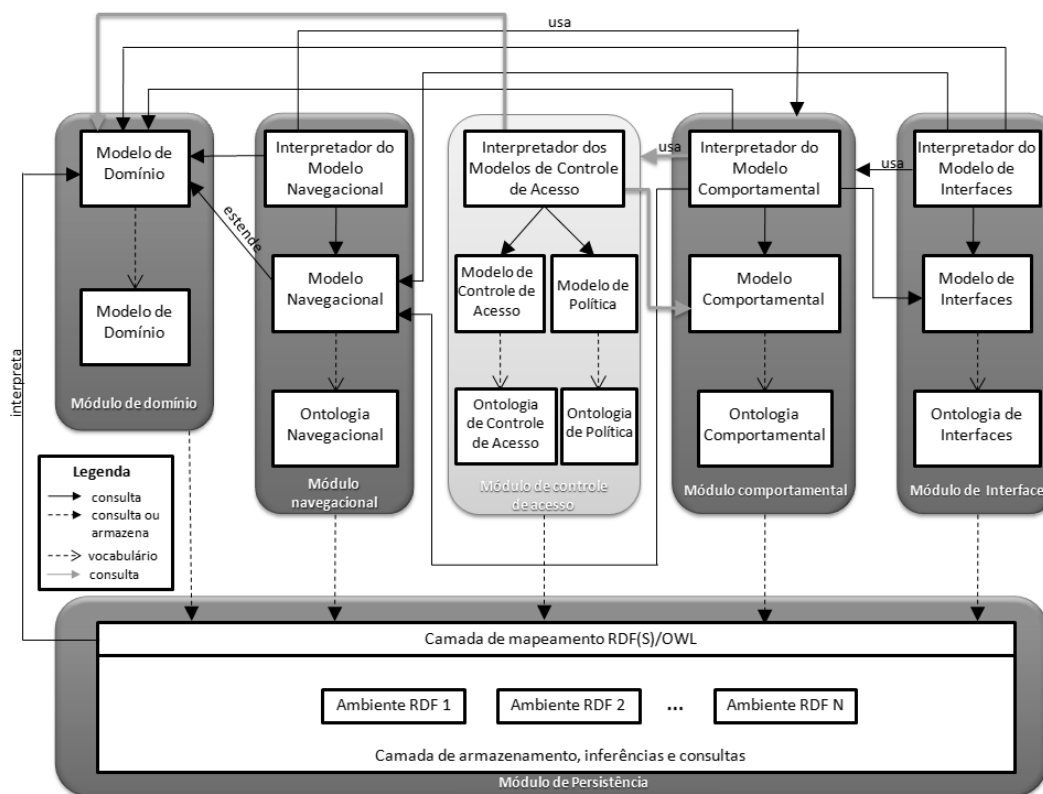 usa
Modelo de
Domínio
Modelo de
Domínio
Módulo de domínio
Interpretador do
Modelo
Navegacional
estende
Modelo
Navegacional
Ontologia
Navegacional
Módulo
navegacional
Interpretador dos
Modelos de Controle
de Acesso
usa
Modelo de
Controle de
Acesso
Modelo de
Política
Ontologia
de Controle
de Acesso
Ontologia
de Política
Módulo de controle
de acesso
Interpretador do
Modelo
Comportamental
usa
Modelo
Comportamental
Ontologia
Comportamental
Módulo comportamental
Interpretador do
Modelo de
Interfaces
Modelo de
Interfaces
Ontologia de
Interfaces
Módulo de Interface
interpreta
Legenda
consulta
consulta ou
armazena
vocabulário
consulta
Camada de mapeamento RDF(S)/OWL
Ambiente RDF 1
Ambiente RDF 2
...
Ambiente RDF N
Camada de armazenamento, inferências e consultas
Módulo de Persistência